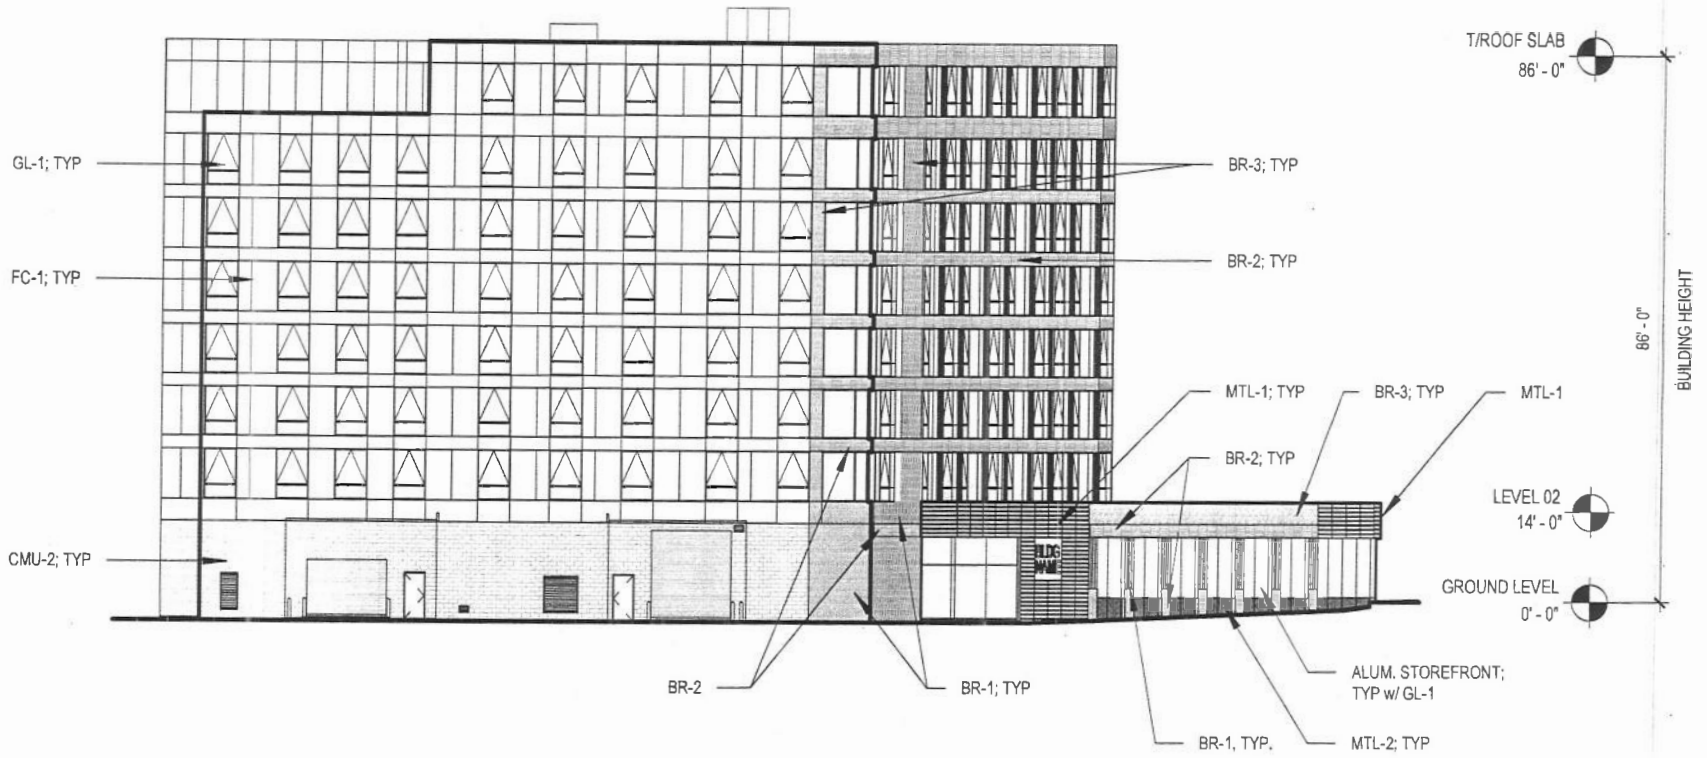 T/ROOF SLAB
86' - 0"
GL-1; TYP
BR-3; TYP
BR-2; TYP
FC-1; TYP
86' - 0"
BUILDING HEIGHT
MTL-1; TYP
BR-3; TYP
MTL-1
BR-2; TYP
LEVEL 02
14' - 0"
CMU-2; TYP
BLDG
NAME
GROUND LEVEL
0' - 0"
BR-2
BR-1; TYP
ALUM. STOREFRONT;
TYP w/ GL-1
BR-1, TYP.
MTL-2; TYP